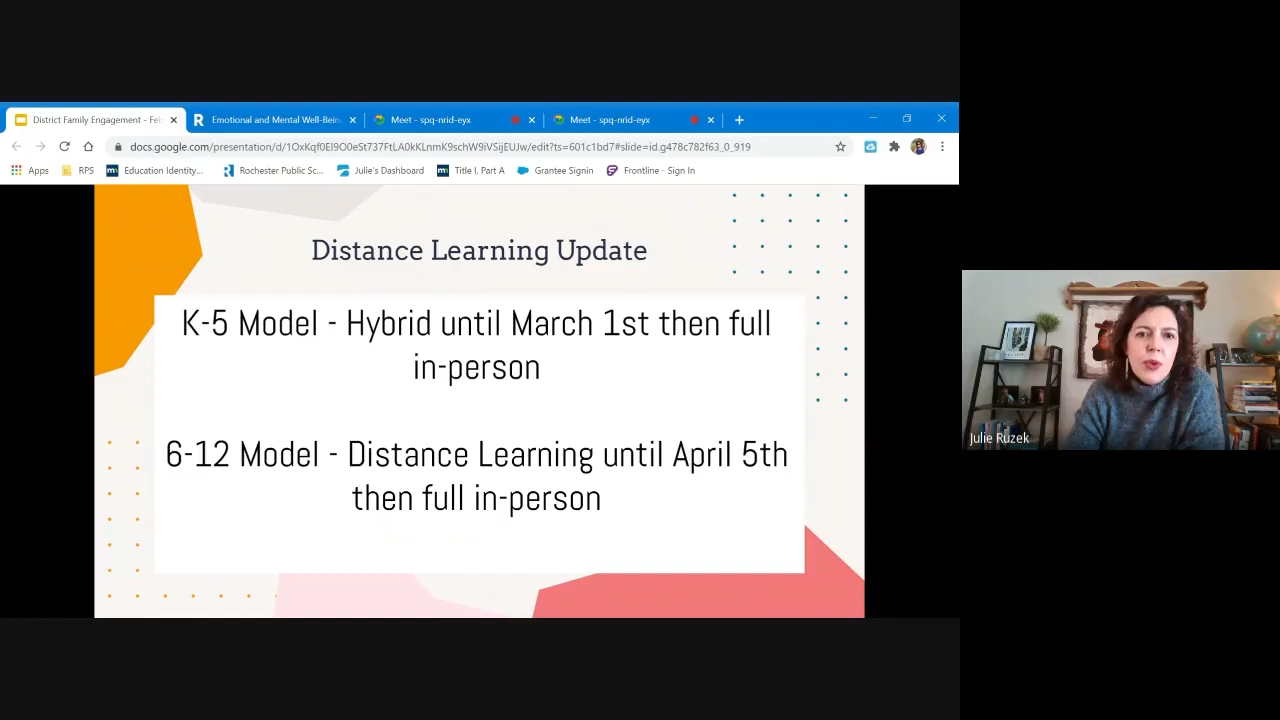 District Family Engagement - Feb
Emotional and Mental Well-Bein
Meet - spq-nrid-eyx
Meet - spq-nrid-eyx
docs.google.com/presentation/d/1OxKqf0EI9O0eSt737FtLA0kKLnmK9schW9iVSijEUJw/edit?ts=601c1bd7#slide=id.g478c782f63_0_919
Apps
RPS
Education Identity...
Rochester Public Sc...
Julie's Dashboard
Title I, Part A
Grantee Signin
Frontline - Sign In
Distance Learning Update
K-5 Model - Hybrid until March 1st then full
in-person
6-12 Model - Distance Learning until April 5th
then full in-person
Julie Ruzek